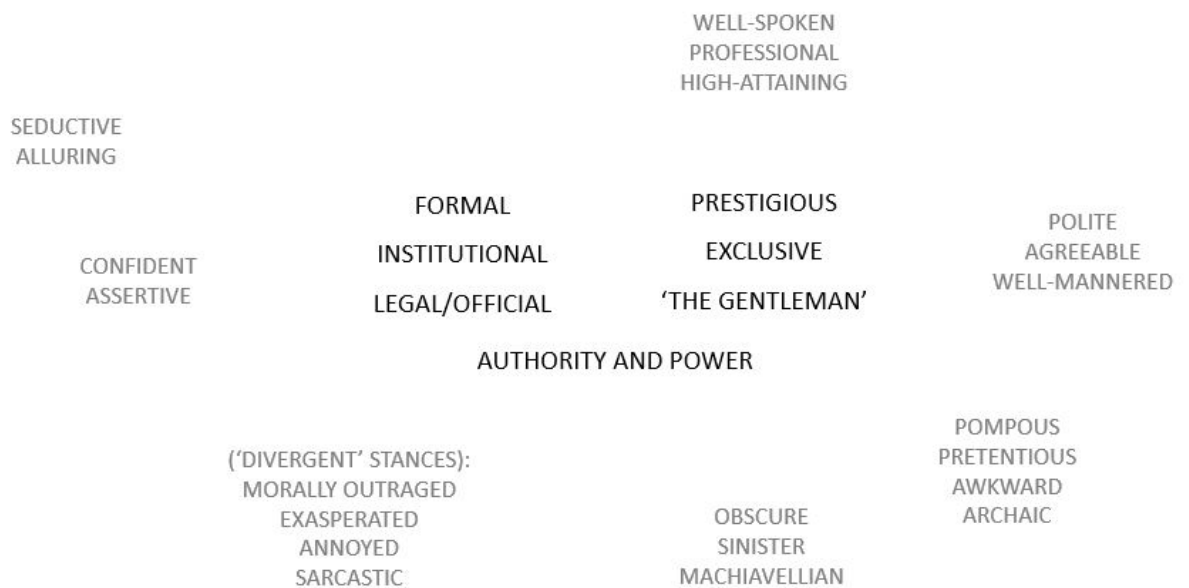 WELL-SPOKEN
PROFESSIONAL
HIGH-ATTAINING
SEDUCTIVE
ALLURING
FORMAL
INSTITUTIONAL
LEGAL/OFFICIAL
PRESTIGIOUS
EXCLUSIVE
‘THE GENTLEMAN’
AUTHORITY AND POWER
CONFIDENT
ASSERTIVE
POLITE
AGREEABLE
WELL-MANNERED
(‘DIVERGENT’ STANCES):
MORALLY OUTRAGED
EXASPERATED
ANNOYED
SARCASTIC
OBSCURE
SINISTER
MACHIAVELLIAN
POMPOUS
PRETENTIOUS
AWKWARD
ARCHAIC